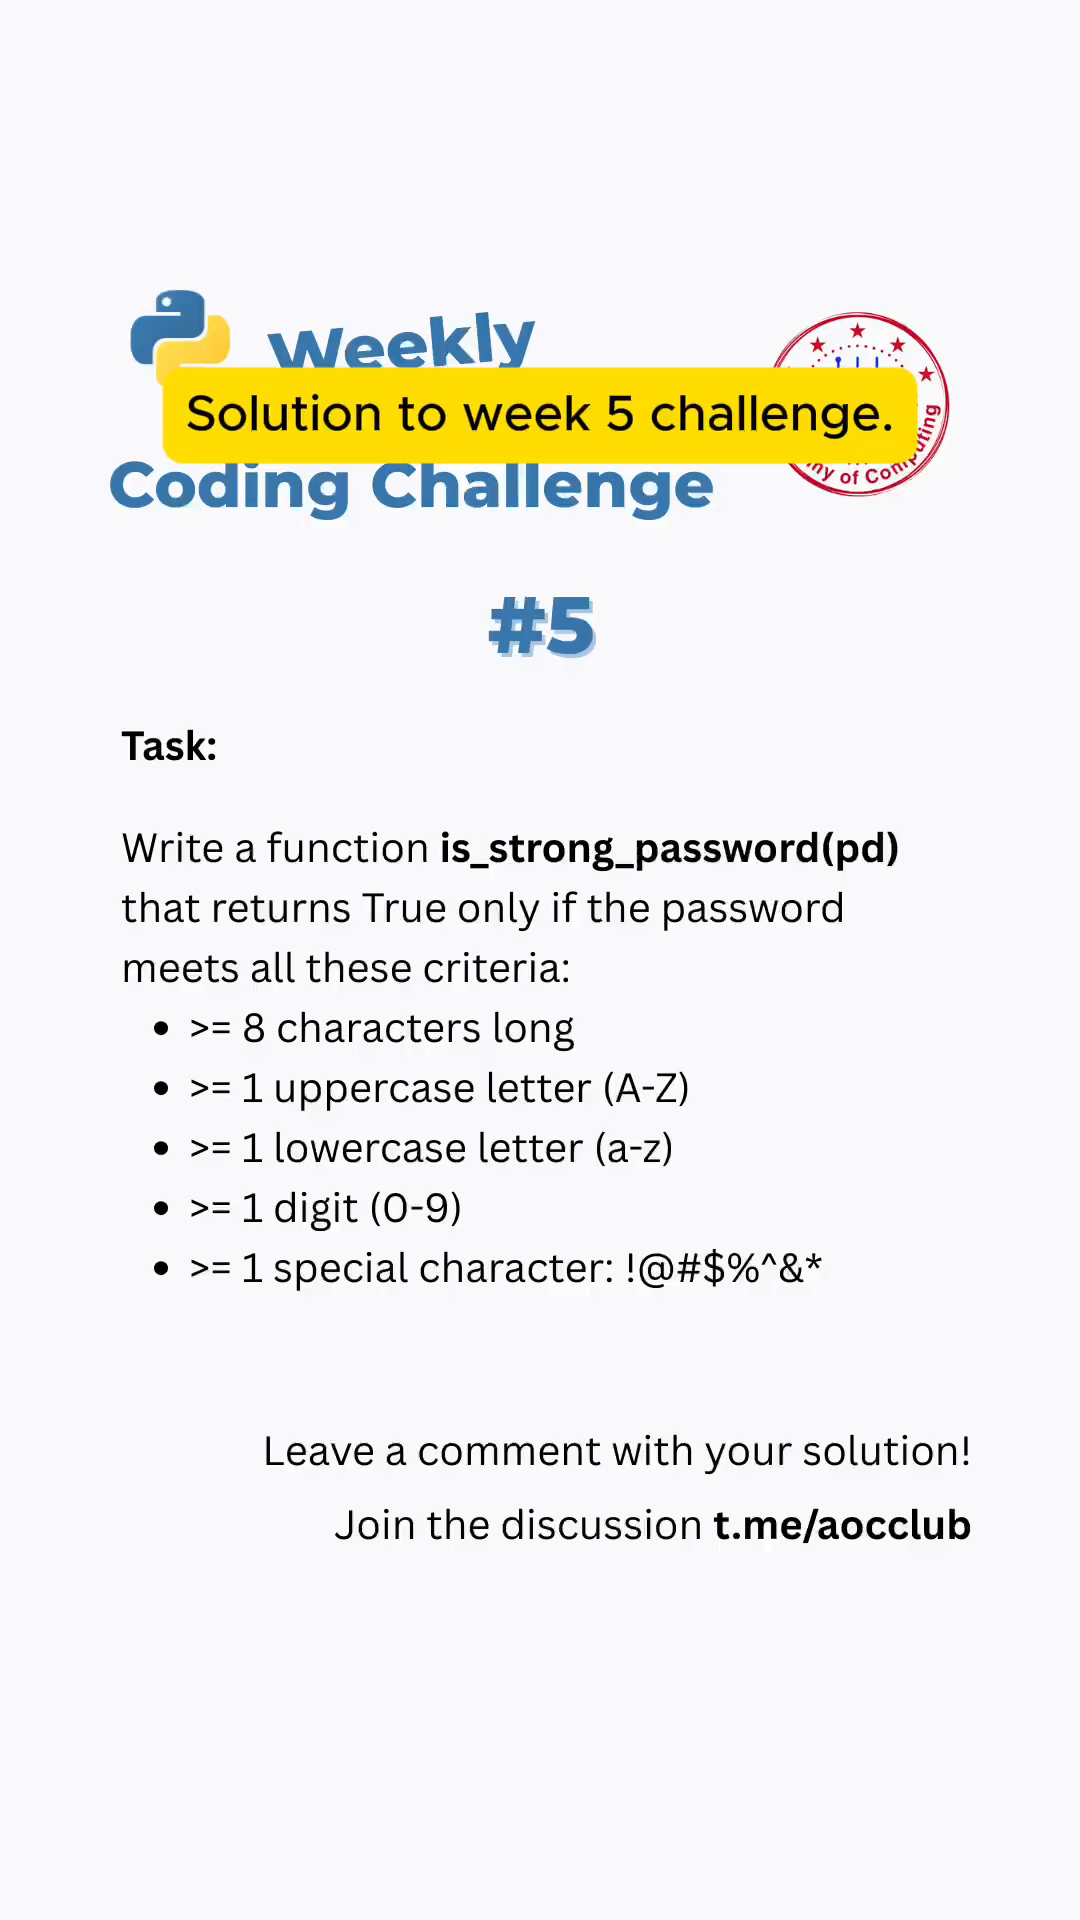 Weekly
Solution to week 5 challenge.
Coding Challenge
#5
Task:
Write a function is_strong_password(pd)
that returns True only if the password
meets all these criteria:
• >= 8 characters long
• >= 1 uppercase letter (A-Z)
• >= 1 lowercase letter (a-z)
• >= 1 digit (0-9)
• >= 1 special character: !@#$%^&*
Leave a comment with your solution!
Join the discussion t.me/aocclub